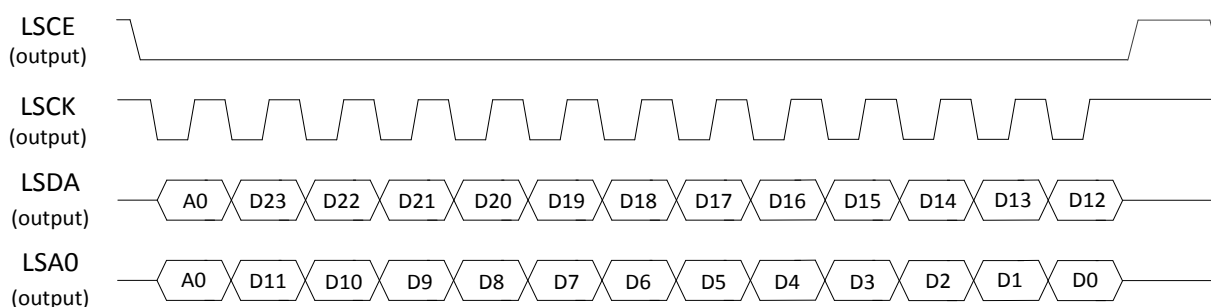 LSCE
(output)
LSCK
(output)
LSDA
(output)
A0 D23 D22 D21 D20 D19 D18 D17 D16 D15 D14 D13 D12
LSA0
(output)
A0 D11 D10 D9 D8 D7 D6 D5 D4 D3 D2 D1 D0